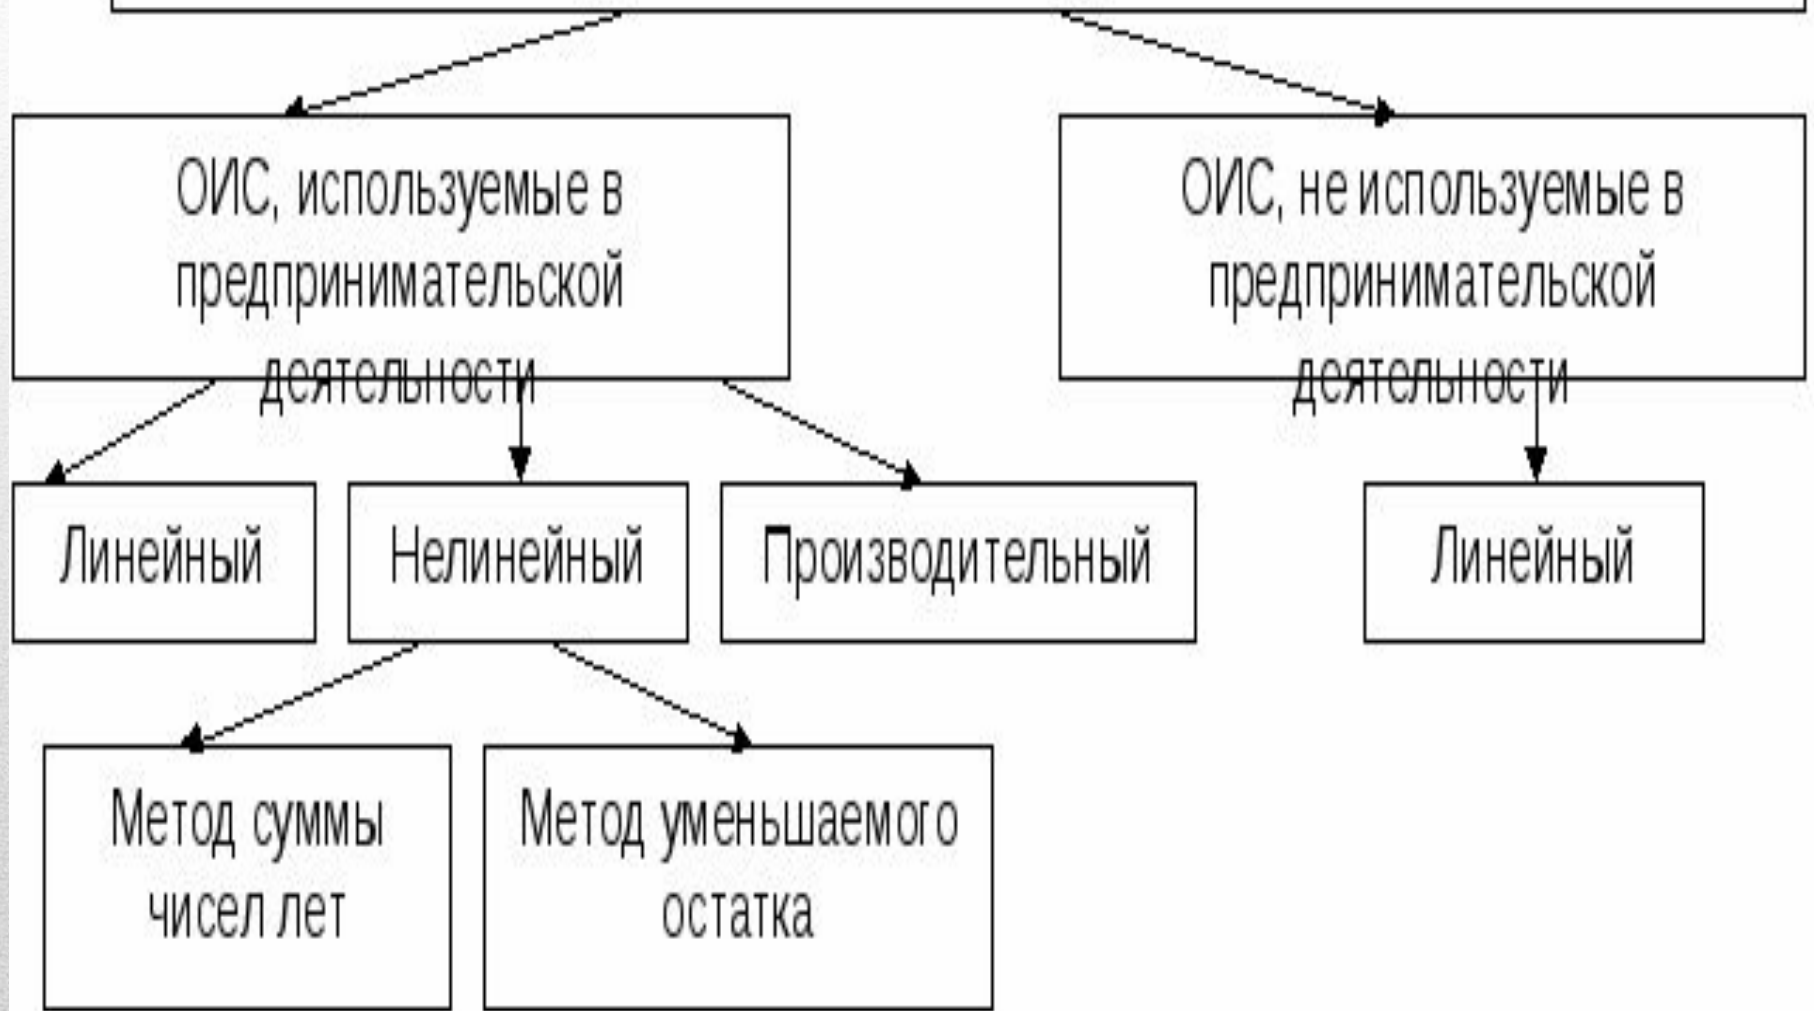 ОИС, используемые в
предпринимательской
деятельности
ОИС, не используемые в
предпринимательской
деятельности
Линейный
Нелинейный
Производительный
Линейный
Метод суммы
чисел лет
Метод уменьшаемого
остатка